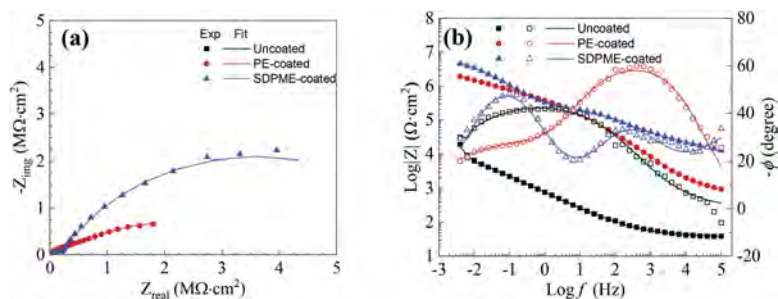 (a)
Exp Fit
Uncoated
PE-coated
SDPME-coated
-Z_img (MΩ·cm²)
-5
4
3
2
1
0
0 1 2 3 4 5
Z_real (MΩ·cm²)
(b)
Uncoated
PE-coated
SDPME-coated
Log|Z| (Ω·cm²)
8
7
6
5
4
3
2
1
-3 -2 -1 0 1 2 3 4 5
Log f (Hz)
80
60
40
20
0
-20
-ϕ (degree)